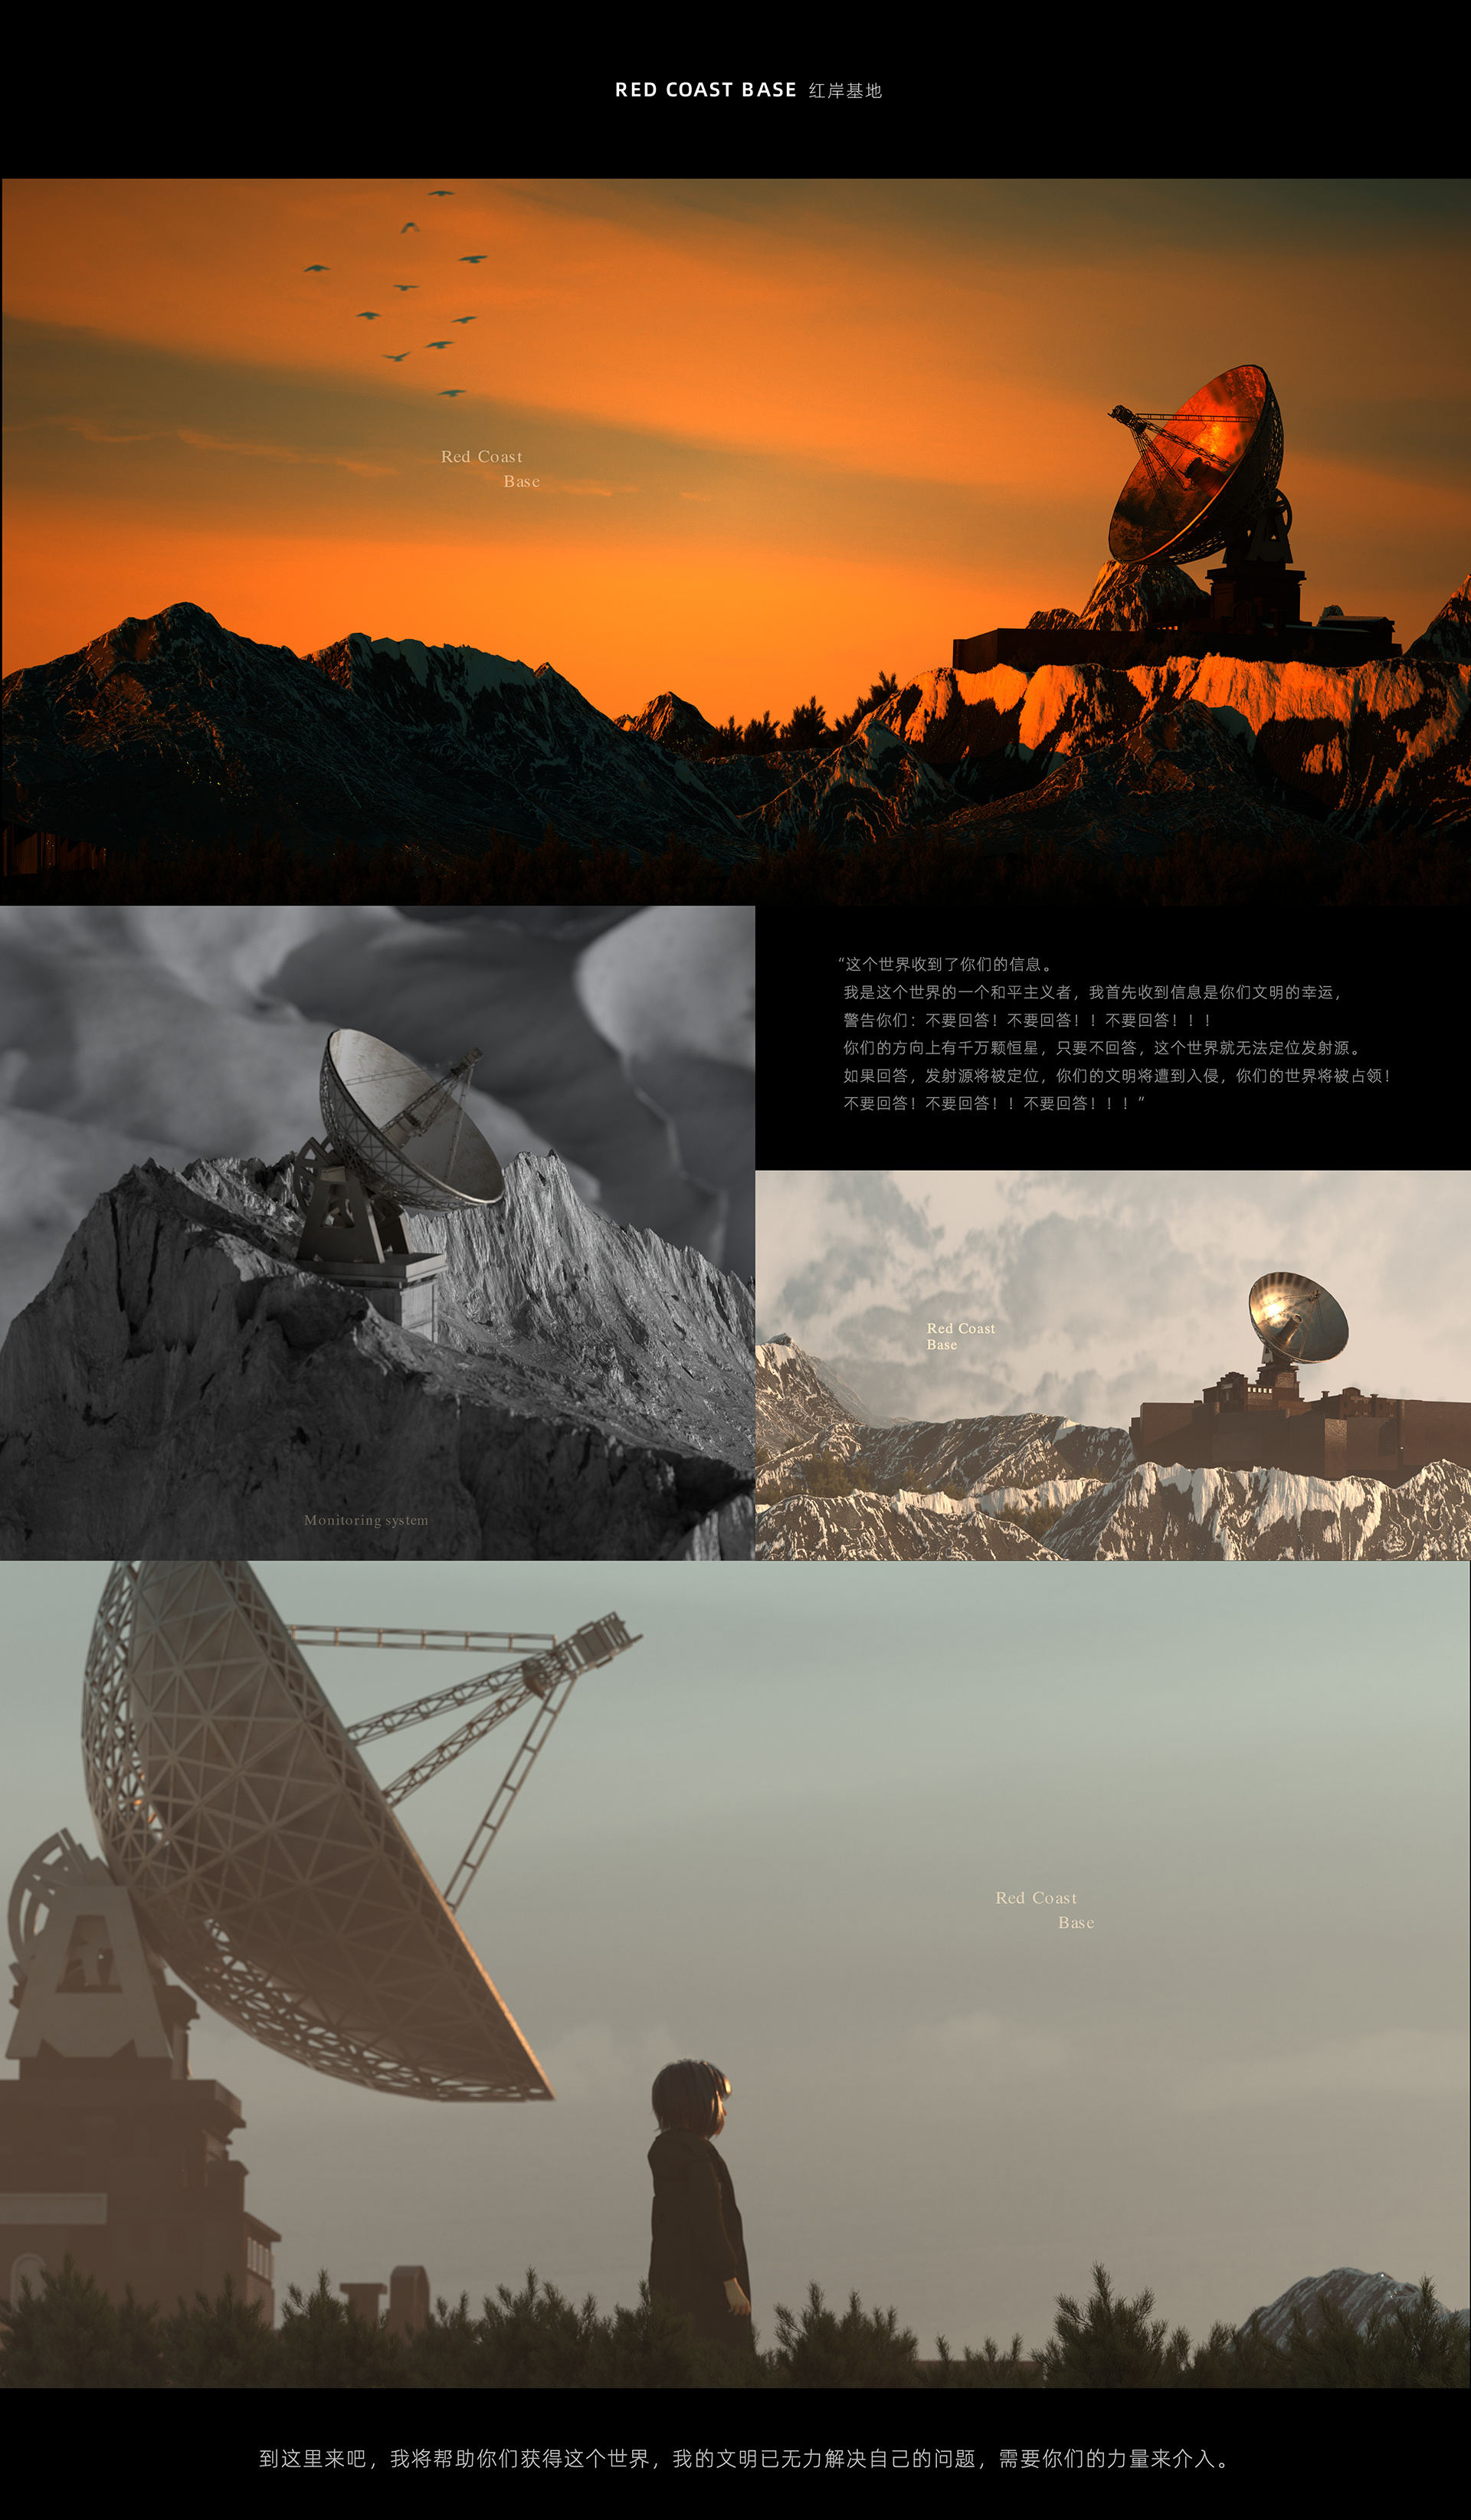 RED COAST BASE 红岸基地
Red Coast
Base
“这个世界收到了你们的信息。
我是这个世界的一个和平主义者，我首先收到信息是你们文明的幸运，
警告你们：不要回答！不要回答！！不要回答！！！
你们的方向上有千万颗恒星，只要不回答，这个世界就无法定位发射源。
如果回答，发射源将被定位，你们的文明将遭到入侵，你们的世界将被占领！
不要回答！不要回答！！不要回答！！！”
Red Coast
Base
Monitoring system
Red Coast
Base
到这里来吧，我将帮助你们获得这个世界，我的文明已无力解决自己的问题，需要你们的力量来介入。